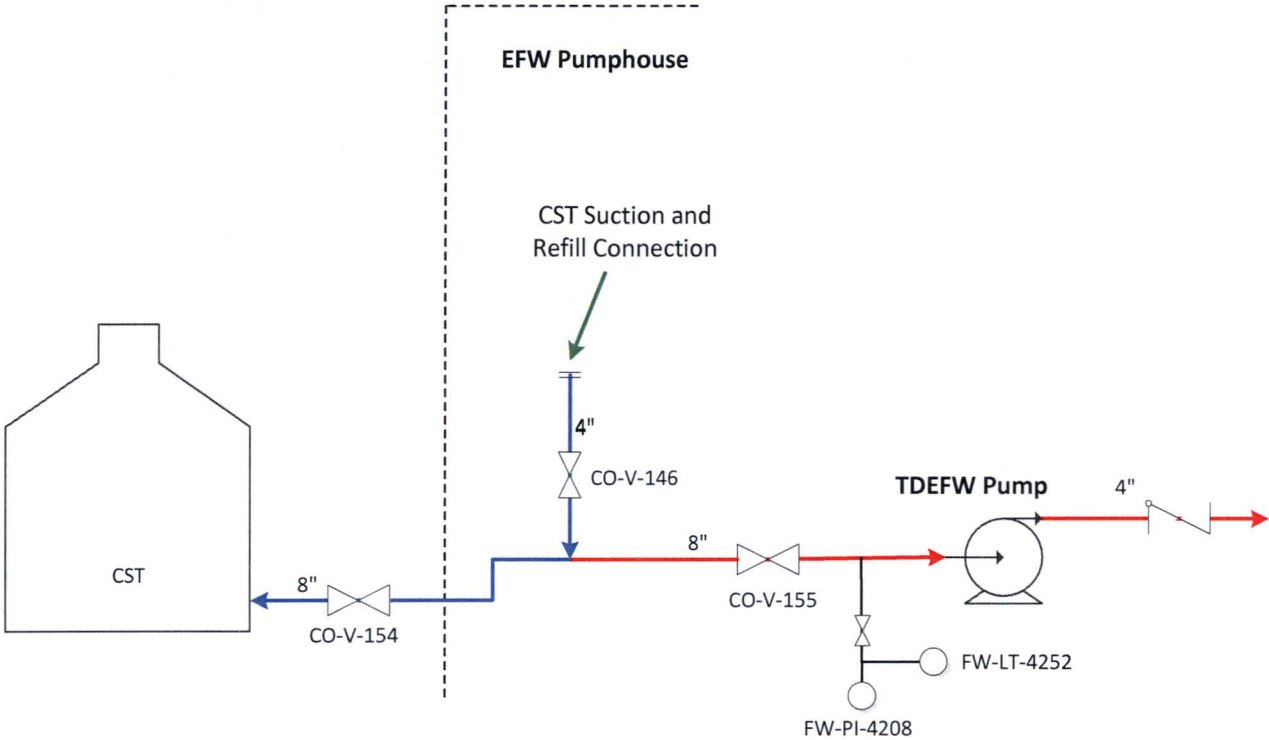 EFW Pumphouse
CST Suction and
Refill Connection
4"
CO-V-146
TDEFW Pump
4"
8"
CO-V-155
CST
8"
CO-V-154
FW-LT-4252
FW-PI-4208